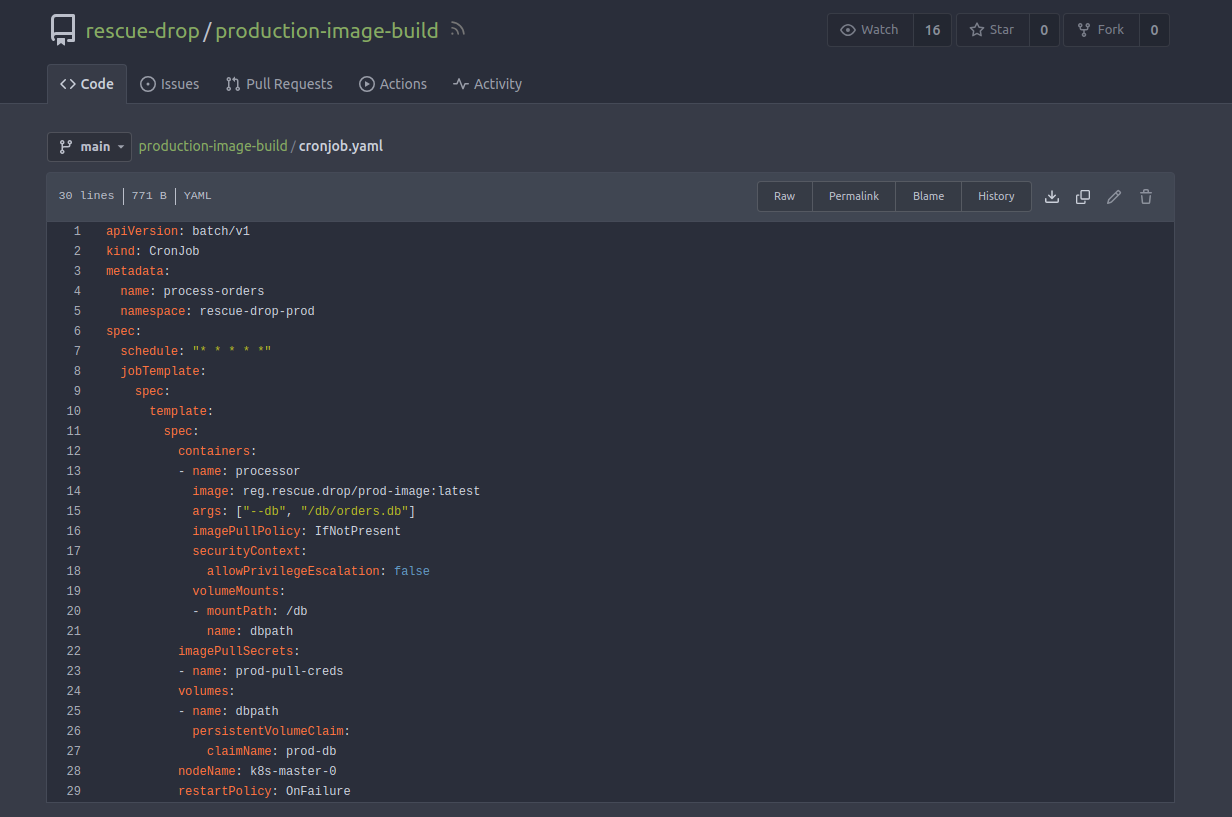 rescue-drop/production-image-build
Watch 16 Star 0 Fork 0
Code Issues Pull Requests Actions Activity
main production-image-build/cronjob.yaml
30 lines 771 B YAML Raw Permalink Blame History
1 apiVersion: batch/v1
2 kind: CronJob
3 metadata:
4   name: process-orders
5   namespace: rescue-drop-prod
6 spec:
7   schedule: "* * * * *"
8   jobTemplate:
9     spec:
10       template:
11         spec:
12           containers:
13           - name: processor
14             image: reg.rescue.drop/prod-image:latest
15             args: ["--db", "/db/orders.db"]
16             imagePullPolicy: IfNotPresent
17             securityContext:
18               allowPrivilegeEscalation: false
19             volumeMounts:
20             - mountPath: /db
21               name: dbpath
22           imagePullSecrets:
23           - name: prod-pull-creds
24           volumes:
25           - name: dbpath
26             persistentVolumeClaim:
27               claimName: prod-db
28           nodeName: k8s-master-0
29           restartPolicy: OnFailure